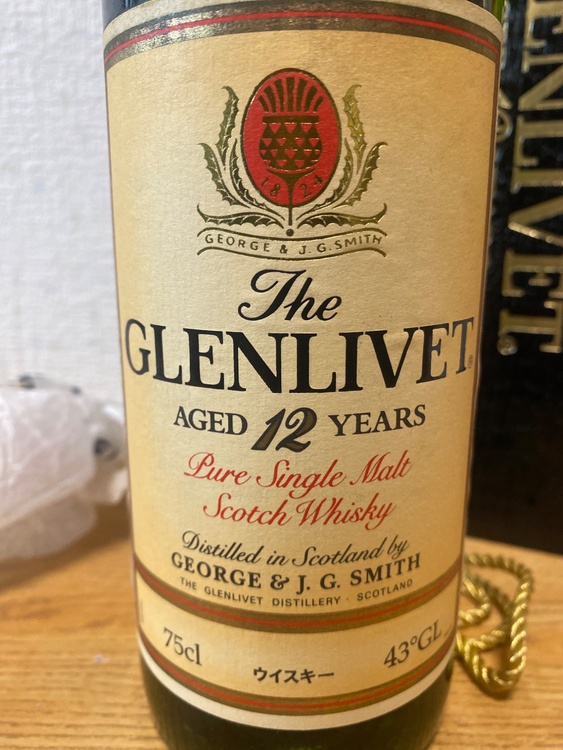 1824
GEORGE & J.G.SMITH
The
GLENLIVET®
AGED 12 YEARS
Pure Single Malt
Scotch Whisky
Distilled in Scotland by
GEORGE & J. G. SMITH
THE GLENLIVET DISTILLERY · SCOTLAND
75cl
ウイスキー
43°GL
ENLIVET